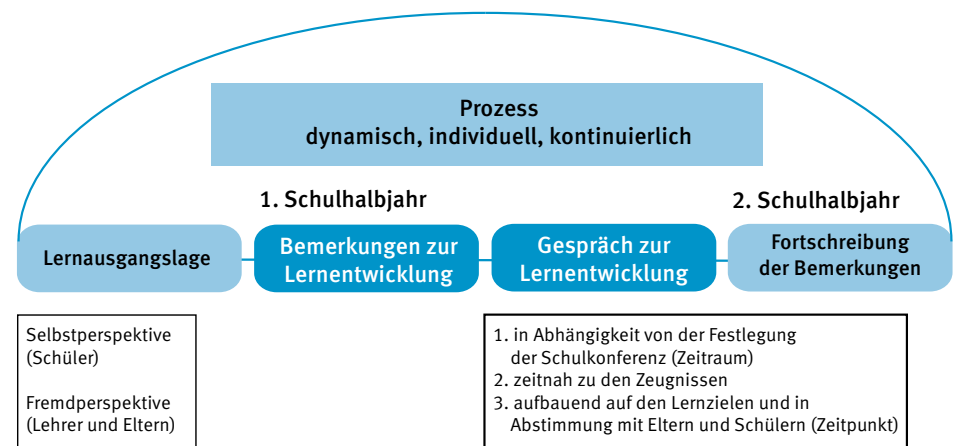 Prozess
dynamisch, individuell, kontinuierlich
1. Schulhalbjahr
2. Schulhalbjahr
Lernausgangslage
Bemerkungen zur
Lernentwicklung
Gespräch zur
Lernentwicklung
Fortschreibung
der Bemerkungen
Selbstperspektive
(Schüler)
Fremdperspektive
(Lehrer und Eltern)
1. in Abhängigkeit von der Festlegung
der Schulkonferenz (Zeitraum)
2. zeitnah zu den Zeugnissen
3. aufbauend auf den Lernzielen und in
Abstimmung mit Eltern und Schülern (Zeitpunkt)